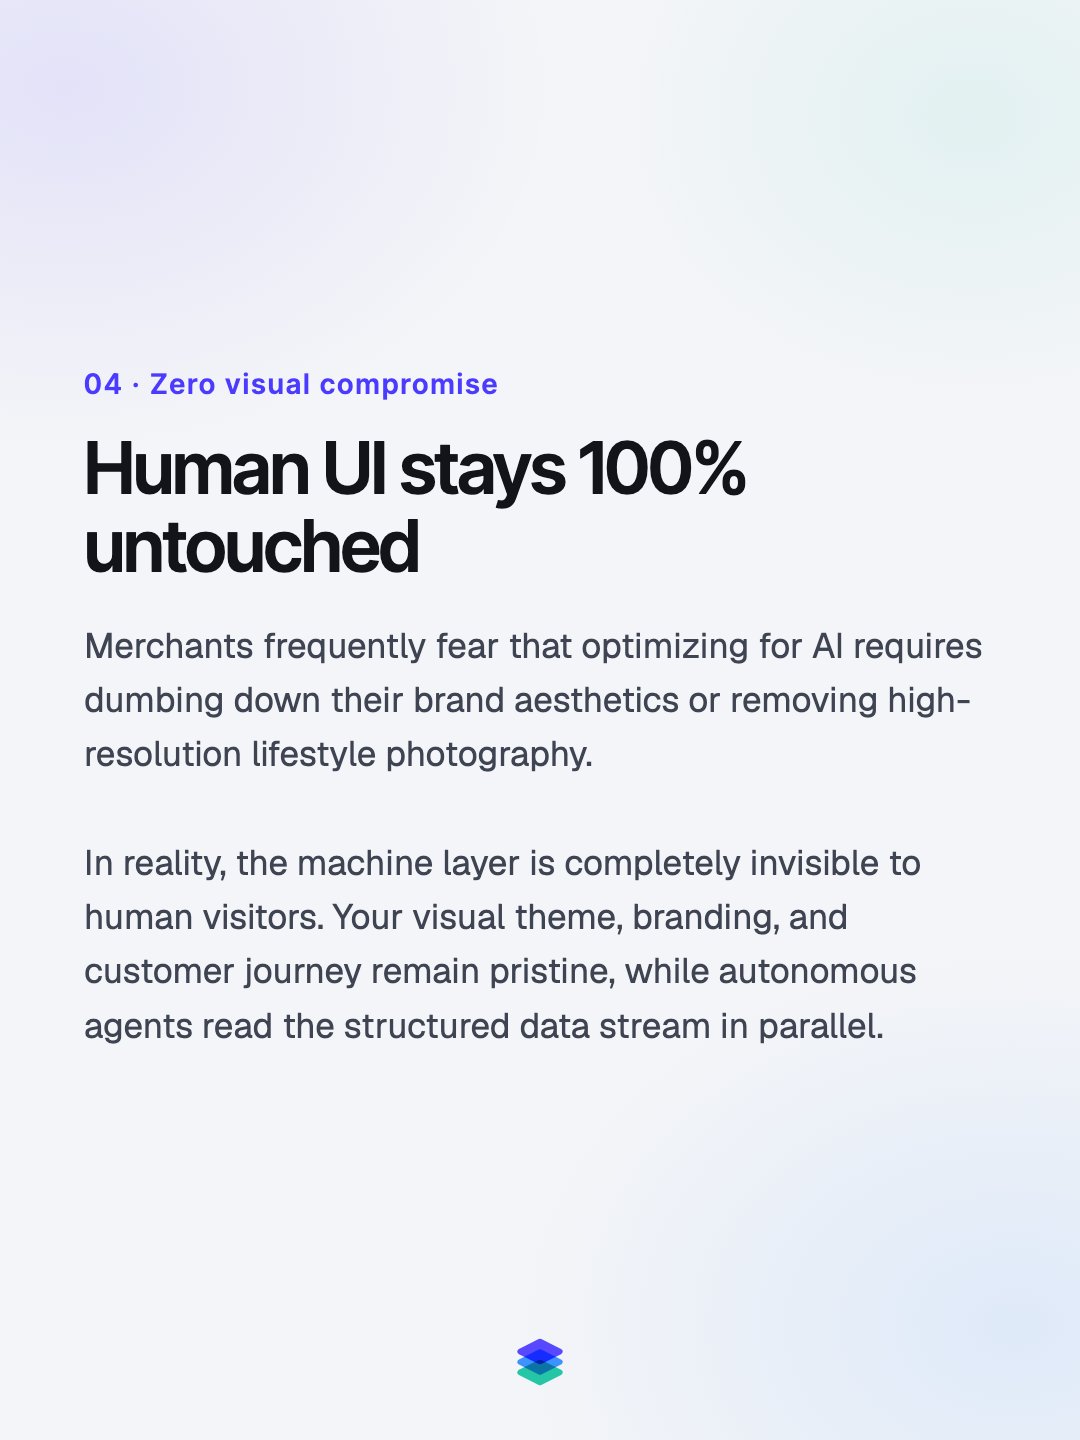 04 · Zero visual compromise
Human UI stays 100%
untouched
Merchants frequently fear that optimizing for AI requires
dumbing down their brand aesthetics or removing high-
resolution lifestyle photography.
In reality, the machine layer is completely invisible to
human visitors. Your visual theme, branding, and
customer journey remain pristine, while autonomous
agents read the structured data stream in parallel.